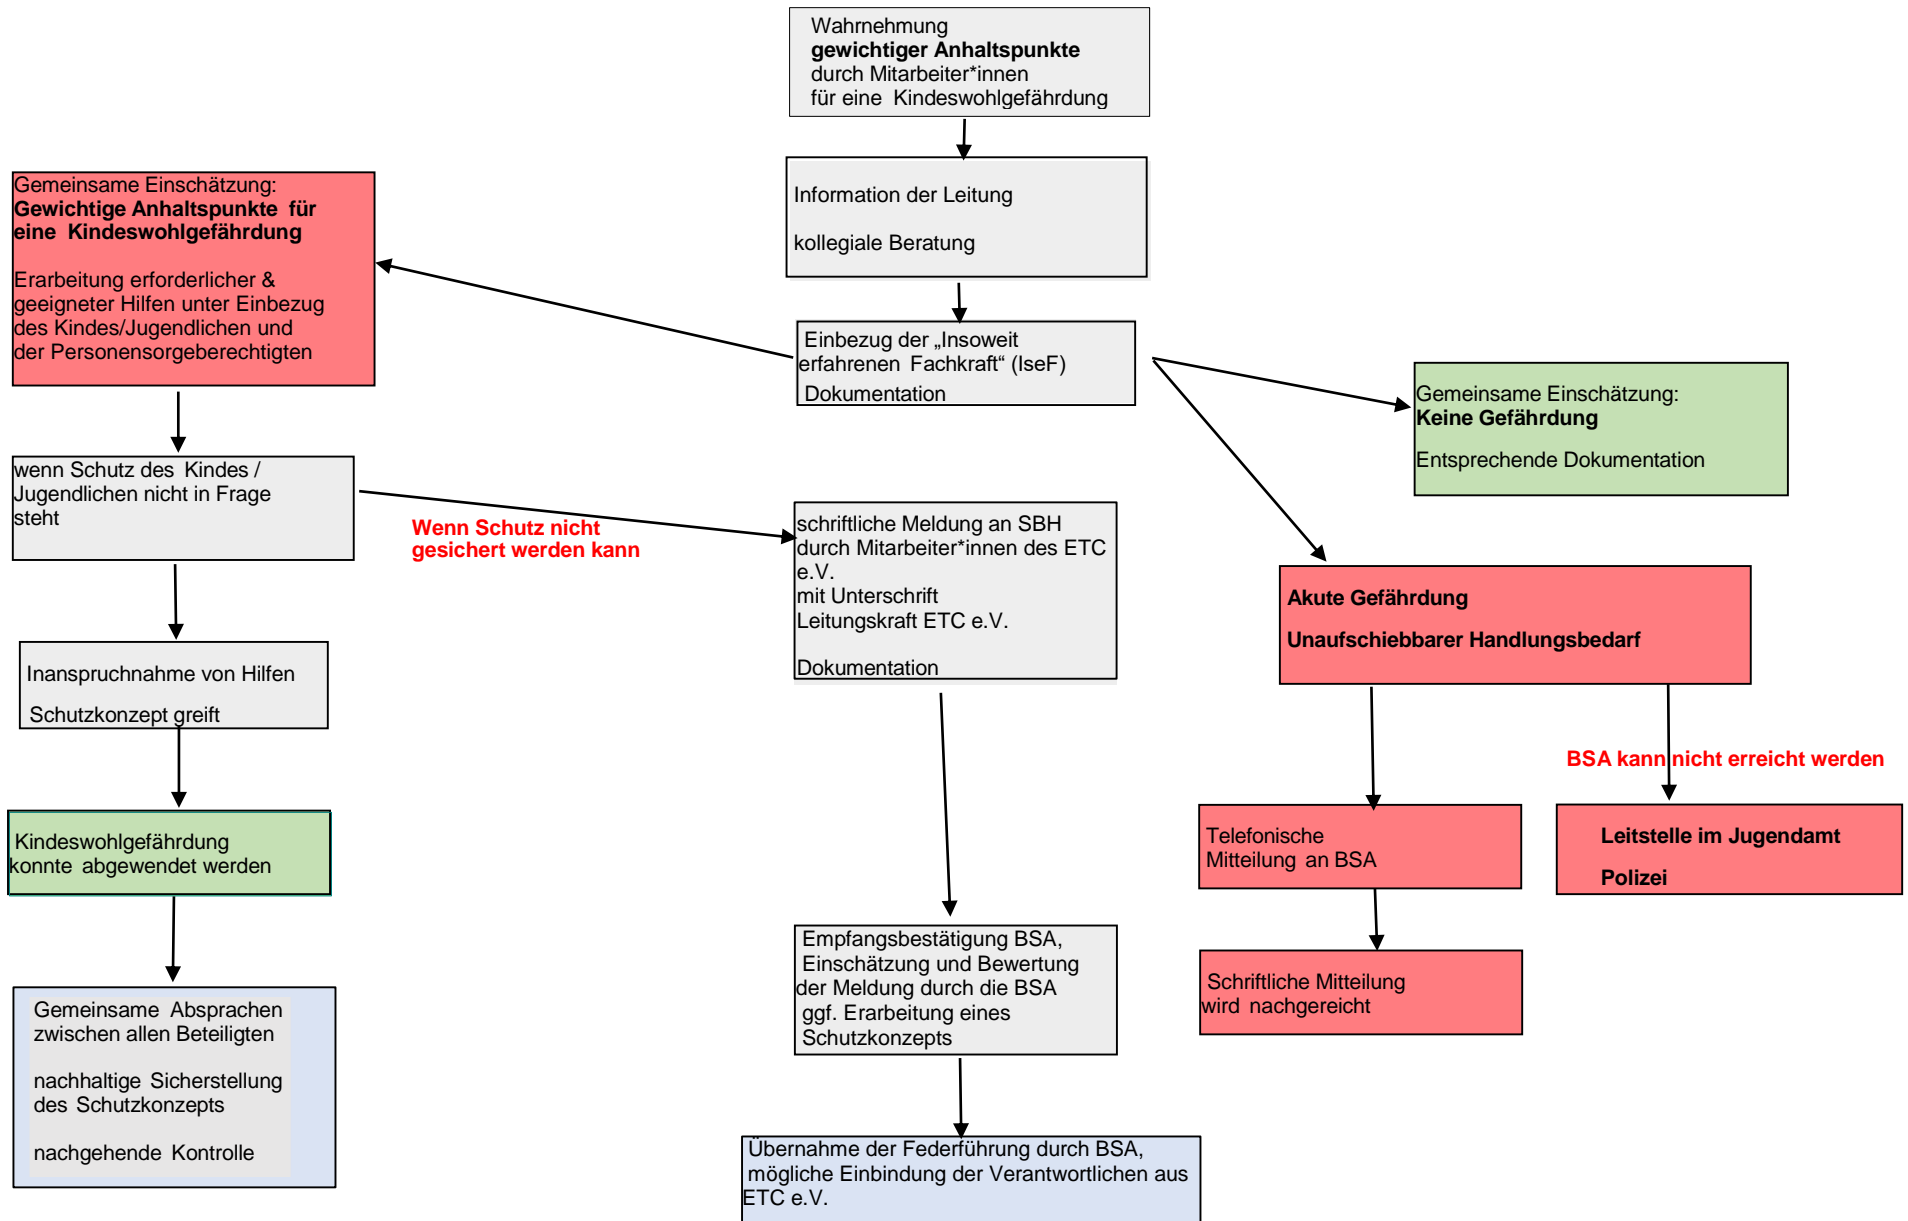 Wahrnehmung
gewichtiger Anhaltspunkte
durch Mitarbeiter*innen
für eine Kindeswohlgefährdung
Information der Leitung
kollegiale Beratung
Einbezug der „Insoweit
erfahrenen Fachkraft“ (IseF)
Dokumentation
Gemeinsame Einschätzung:
Gewichtige Anhaltspunkte für
eine Kindeswohlgefährdung
Erarbeitung erforderlicher &
geeigneter Hilfen unter Einbezug
des Kindes/Jugendlichen und
der Personensorgeberechtigten
Gemeinsame Einschätzung:
Keine Gefährdung
Entsprechende Dokumentation
wenn Schutz des Kindes /
Jugendlichen nicht in Frage
steht
Wenn Schutz nicht
gesichert werden kann
schriftliche Meldung an SBH
durch Mitarbeiter*innen des ETC
e.V.
mit Unterschrift
Leitungskraft ETC e.V.
Dokumentation
Akute Gefährdung
Unaufschiebbarer Handlungsbedarf
Inanspruchnahme von Hilfen
Schutzkonzept greift
BSA kann nicht erreicht werden
Kindeswohlgefährdung
konnte abgewendet werden
Telefonische
Mitteilung an BSA
Leitstelle im Jugendamt
Polizei
Empfangsbestätigung BSA,
Einschätzung und Bewertung
der Meldung durch die BSA
ggf. Erarbeitung eines
Schutzkonzepts
Schriftliche Mitteilung
wird nachgereicht
Gemeinsame Absprachen
zwischen allen Beteiligten
nachhaltige Sicherstellung
des Schutzkonzepts
nachgehende Kontrolle
Übernahme der Federführung durch BSA,
mögliche Einbindung der Verantwortlichen aus
ETC e.V.